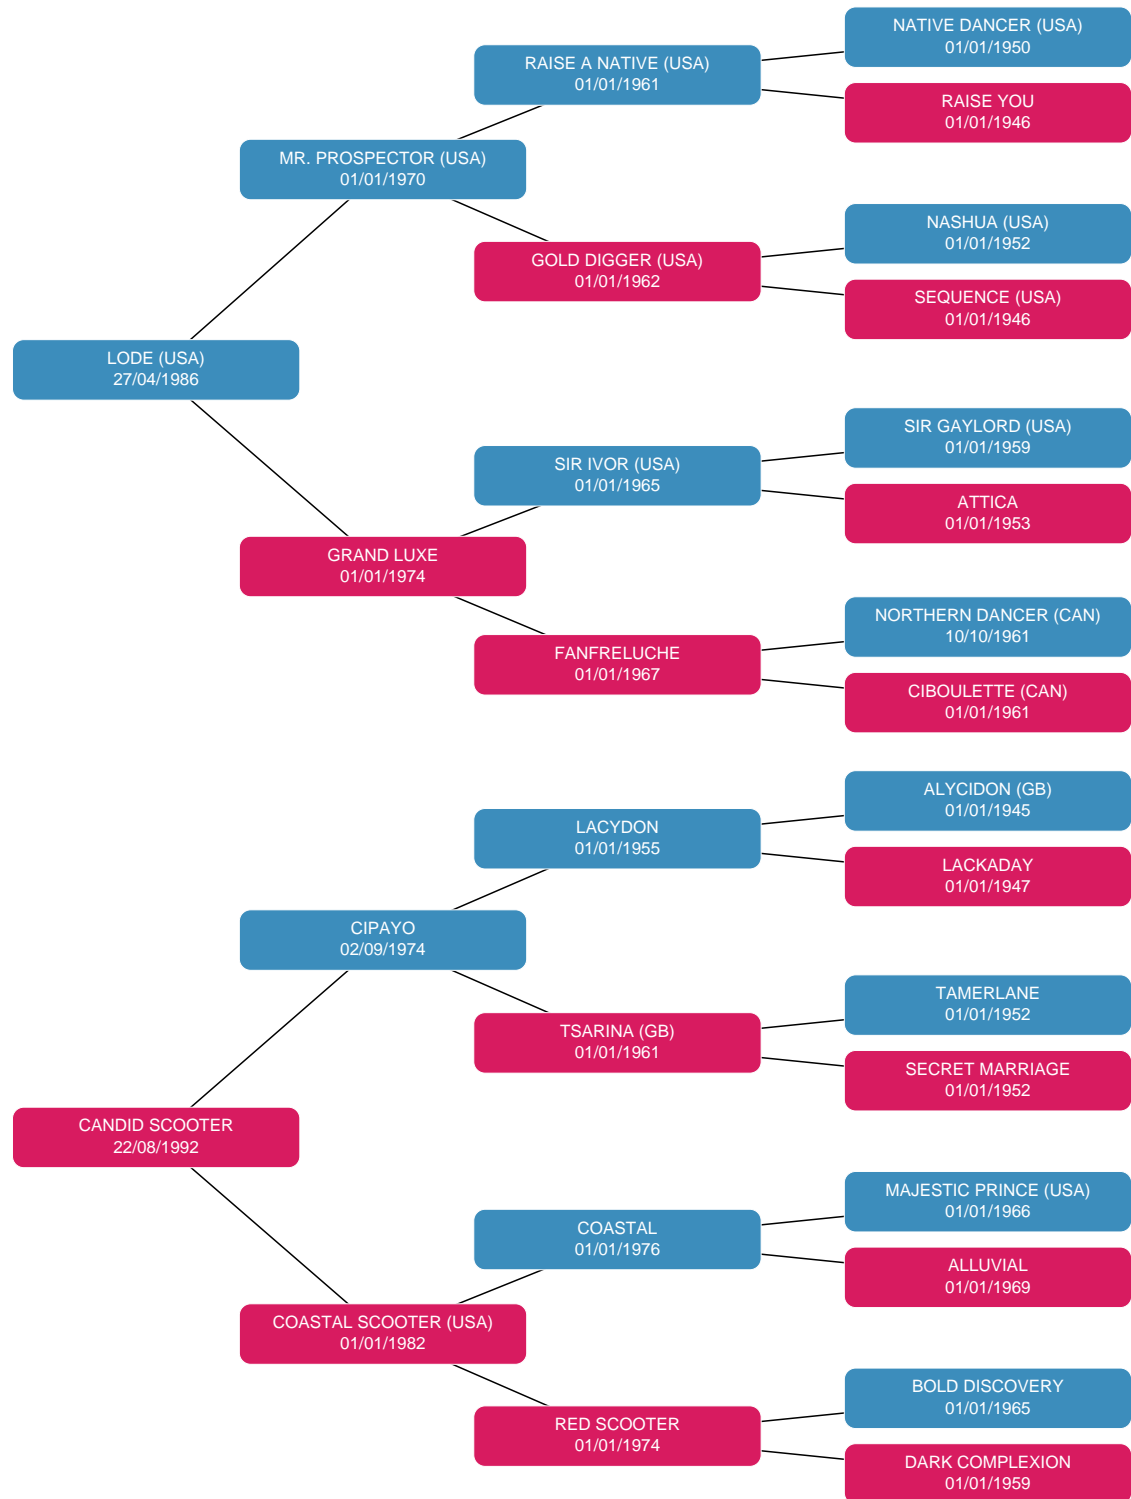 NATIVE DANCER (USA)
01/01/1950
RAISE A NATIVE (USA)
01/01/1961
RAISE YOU
01/01/1946
MR. PROSPECTOR (USA)
01/01/1970
NASHUA (USA)
01/01/1952
GOLD DIGGER (USA)
01/01/1962
SEQUENCE (USA)
01/01/1946
LODE (USA)
27/04/1986
SIR GAYLORD (USA)
01/01/1959
SIR IVOR (USA)
01/01/1965
ATTICA
01/01/1953
GRAND LUXE
01/01/1974
NORTHERN DANCER (CAN)
10/10/1961
FANFRELUCHE
01/01/1967
CIBOULETTE (CAN)
01/01/1961
ALYCIDON (GB)
01/01/1945
LACYDON
01/01/1955
LACKADAY
01/01/1947
CIPAYO
02/09/1974
TAMERLANE
01/01/1952
TSARINA (GB)
01/01/1961
SECRET MARRIAGE
01/01/1952
CANDID SCOOTER
22/08/1992
MAJESTIC PRINCE (USA)
01/01/1966
COASTAL
01/01/1976
ALLUVIAL
01/01/1969
COASTAL SCOOTER (USA)
01/01/1982
BOLD DISCOVERY
01/01/1965
RED SCOOTER
01/01/1974
DARK COMPLEXION
01/01/1959